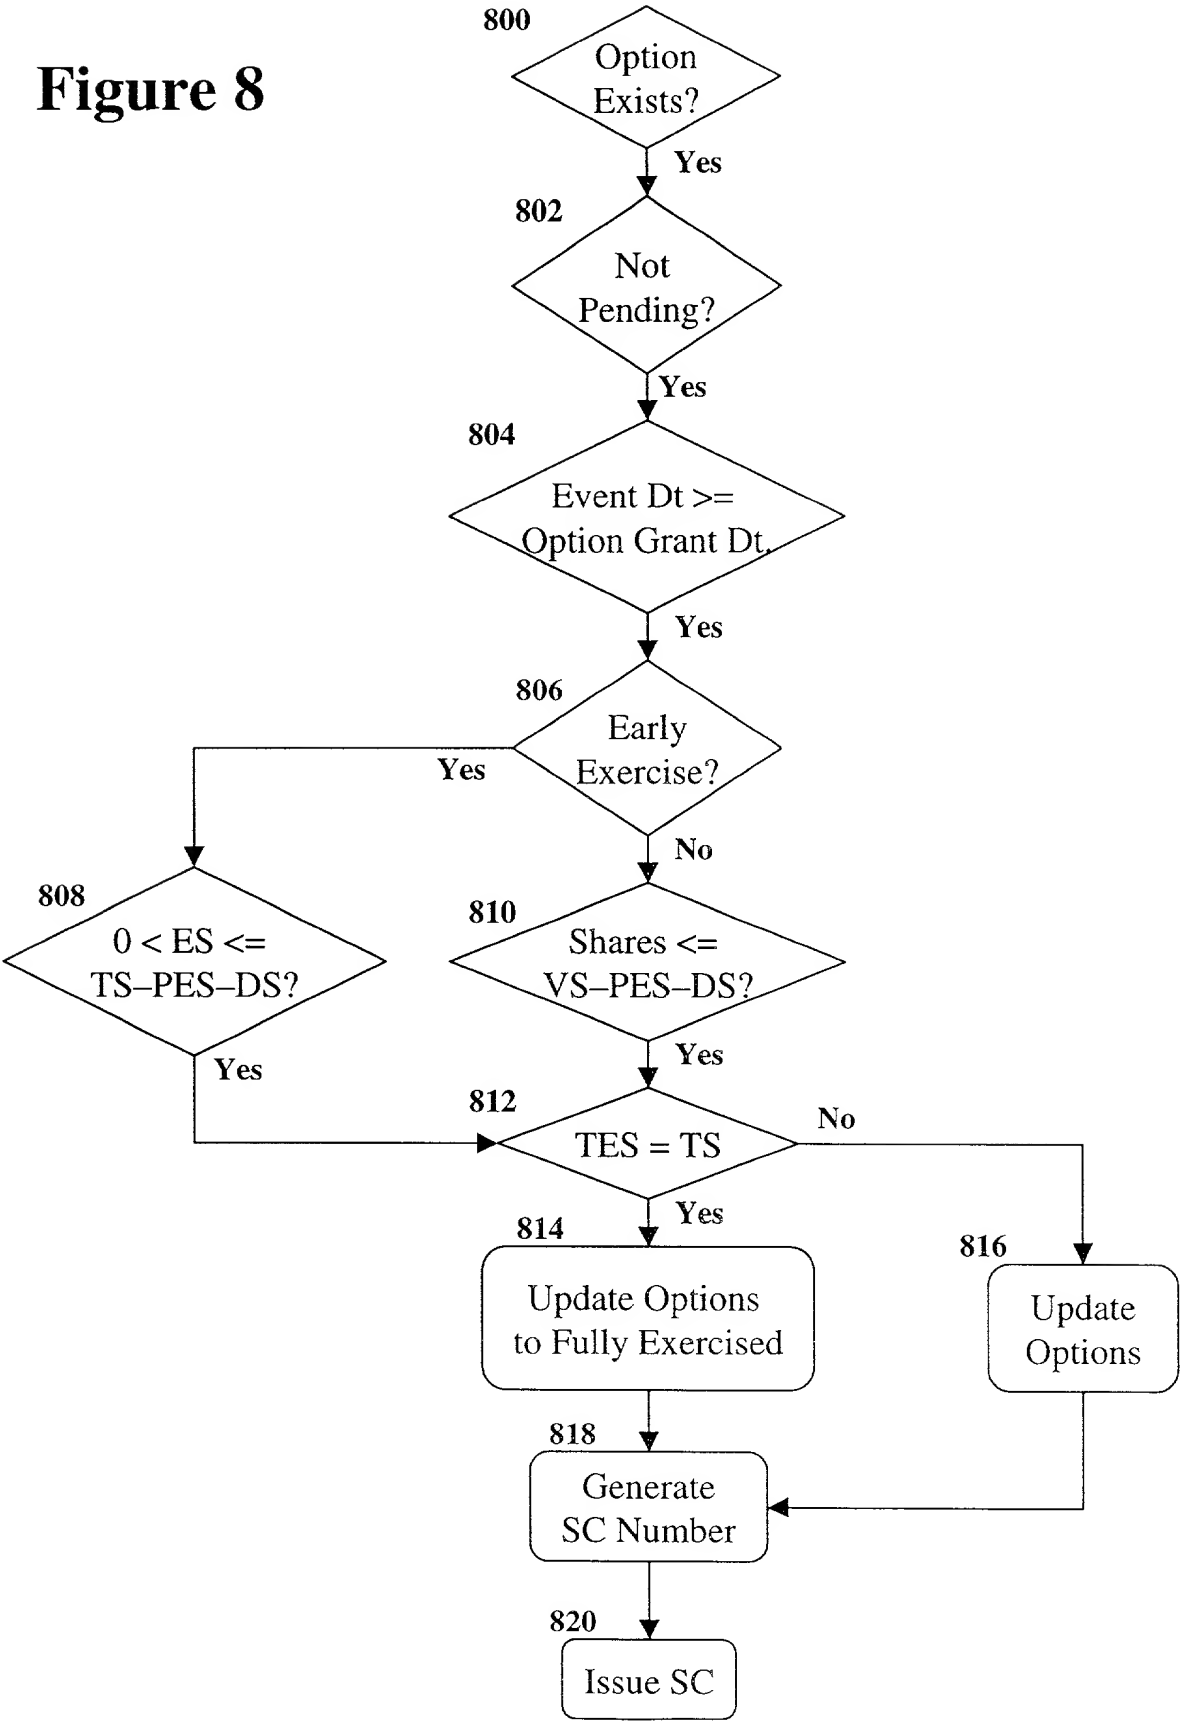 Figure 8
800
Option
Exists?
Yes
802
Not
Pending?
Yes
804
Event Dt >=
Option Grant Dt.
Yes
806
Early
Exercise?
Yes
No
808
0 < ES <=
TS–PES–DS?
Yes
810
Shares <=
VS–PES–DS?
Yes
812
TES = TS
No
Yes
814
Update Options
to Fully Exercised
816
Update
Options
818
Generate
SC Number
820
Issue SC